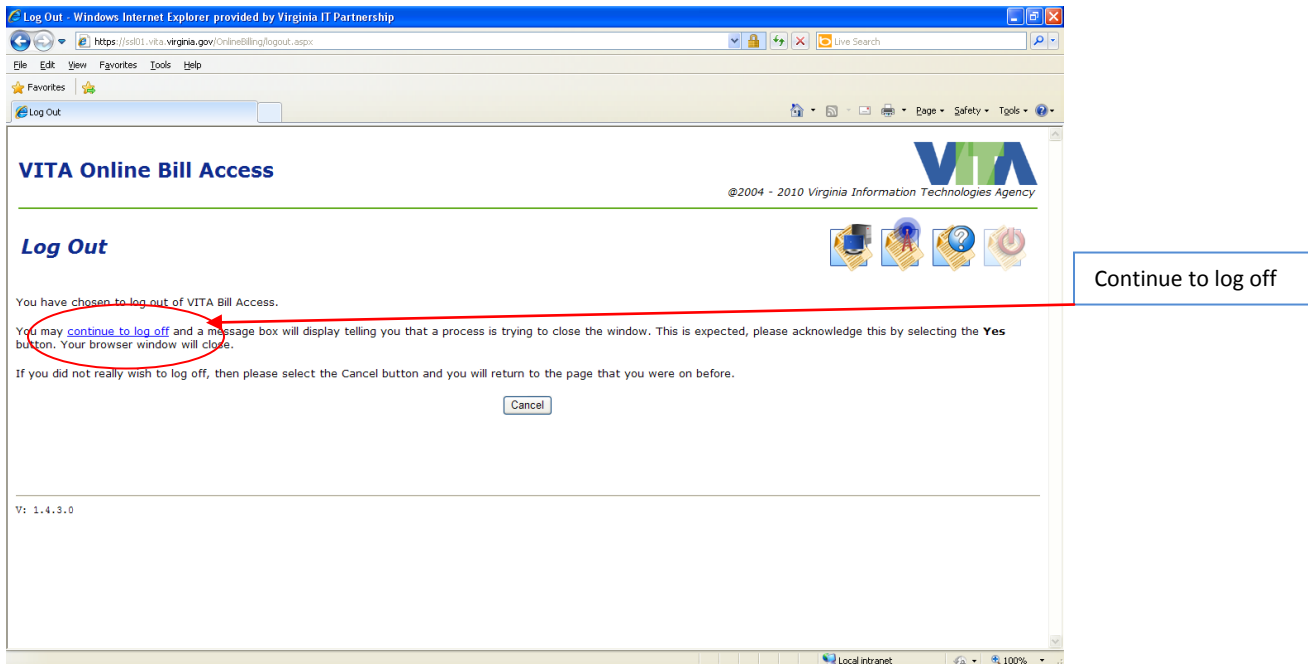 Log Out - Windows Internet Explorer provided by Virginia IT Partnership
https://ssl01.vita.virginia.gov/OnlineBilling/logout.aspx
Live Search
File Edit View Favorites Tools Help
Favorites
Log Out
Page Safety Tools
VITA Online Bill Access
VITA
@2004 - 2010 Virginia Information Technologies Agency
Log Out
Continue to log off
You have chosen to log out of VITA Bill Access.
You may continue to log off and a message box will display telling you that a process is trying to close the window. This is expected, please acknowledge this by selecting the Yes
button. Your browser window will close.
If you did not really wish to log off, then please select the Cancel button and you will return to the page that you were on before.
Cancel
V: 1.4.3.0
Local intranet
100%